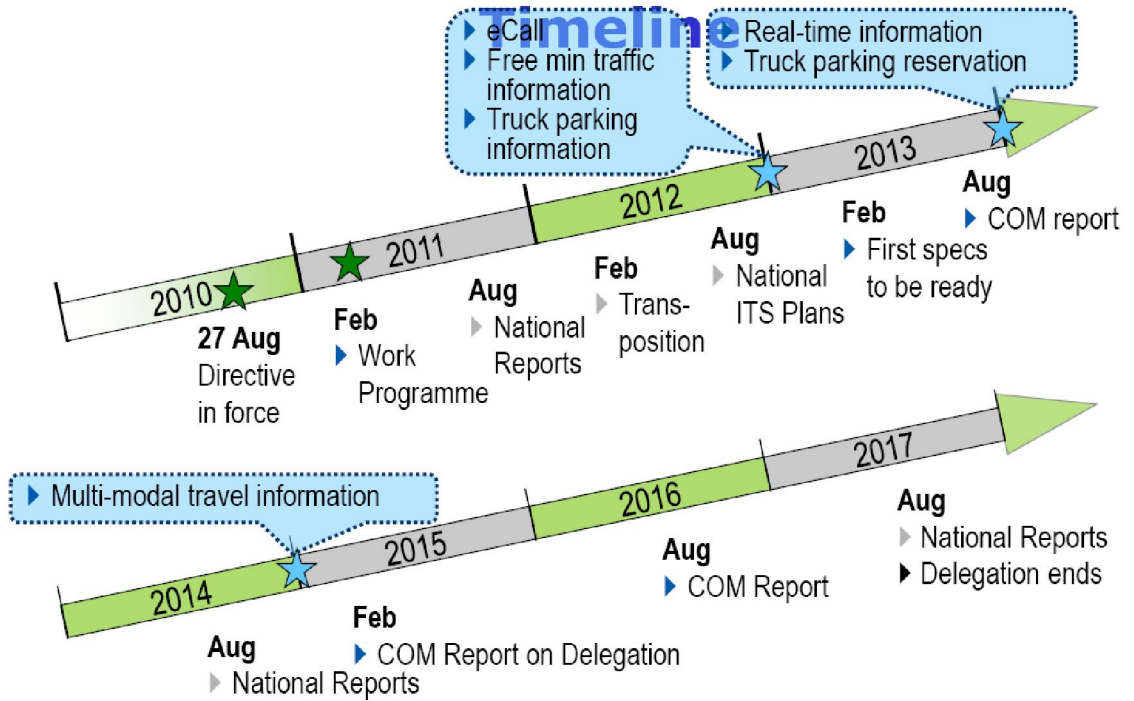 Timeline
eCall
Free min traffic
information
Truck parking
information
Real-time information
Truck parking reservation
2010
2011
2012
2013
27 Aug
Directive
in force
Feb
Work
Programme
Aug
National
Reports
Feb
Trans-
position
Aug
National
ITS Plans
Feb
First specs
to be ready
Aug
COM report
Multi-modal travel information
2014
2015
2016
2017
Aug
National Reports
Feb
COM Report on Delegation
Aug
COM Report
Aug
National Reports
Delegation ends